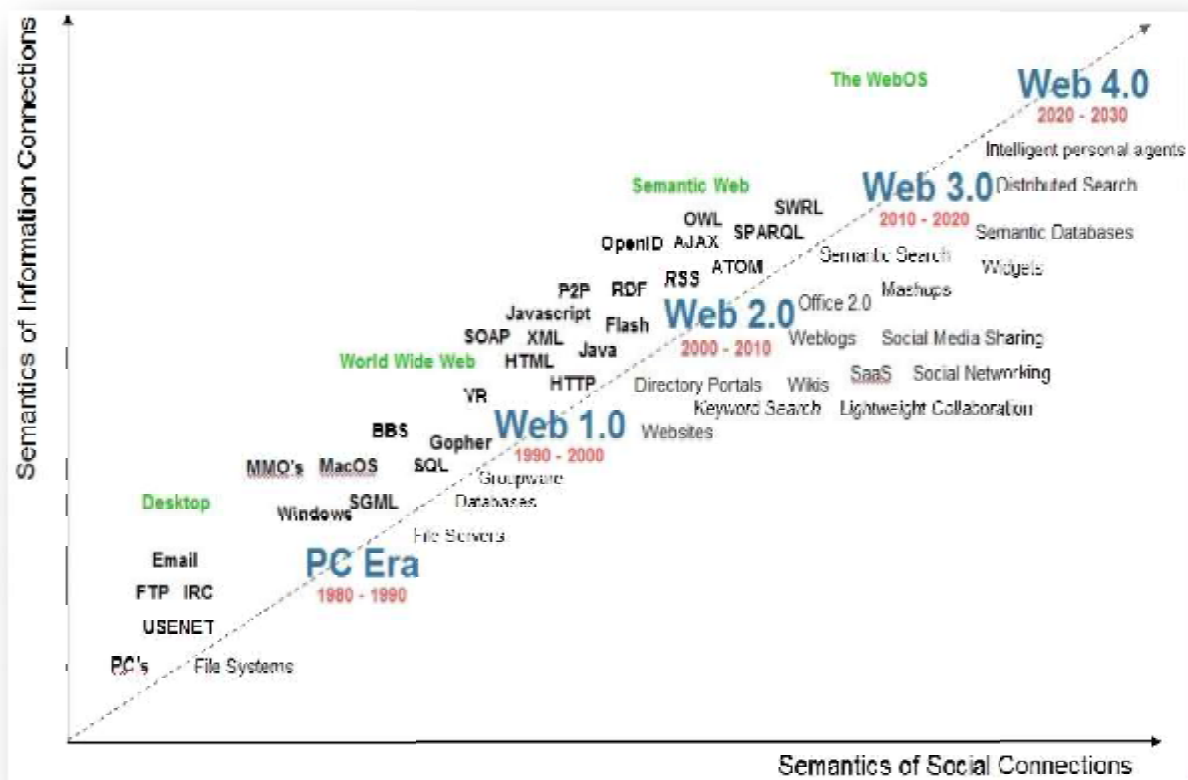 Semantics of Information Connections
The WebOS
Web 4.0
2020 - 2030
Intelligent personal agents
Semantic Web
Web 3.0
Distributed Search
2010 - 2020
SWRL
OWL
SPARQL
Semantic Databases
OpenID AJAX
Semantic Search
Widgets
ATOM
RSS
P2P RDF
Mashups
Office 2.0
Javascript
Web 2.0
Flash
SOAP XML
Weblogs Social Media Sharing
2000 - 2010
Java
World Wide Web
HTML
SaaS Social Networking
HTTP
Directory Portals Wikis
VR
Keyword Search Lightweight Collaboration
Web 1.0
Websites
BBS
Gopher
1990 - 2000
MMO's MacOS SQL
Groupware
Desktop
SGML
Databases
Windows
File Servers
Email
PC Era
FTP IRC
1980 - 1990
USENET
PC's
File Systems
Semantics of Social Connections